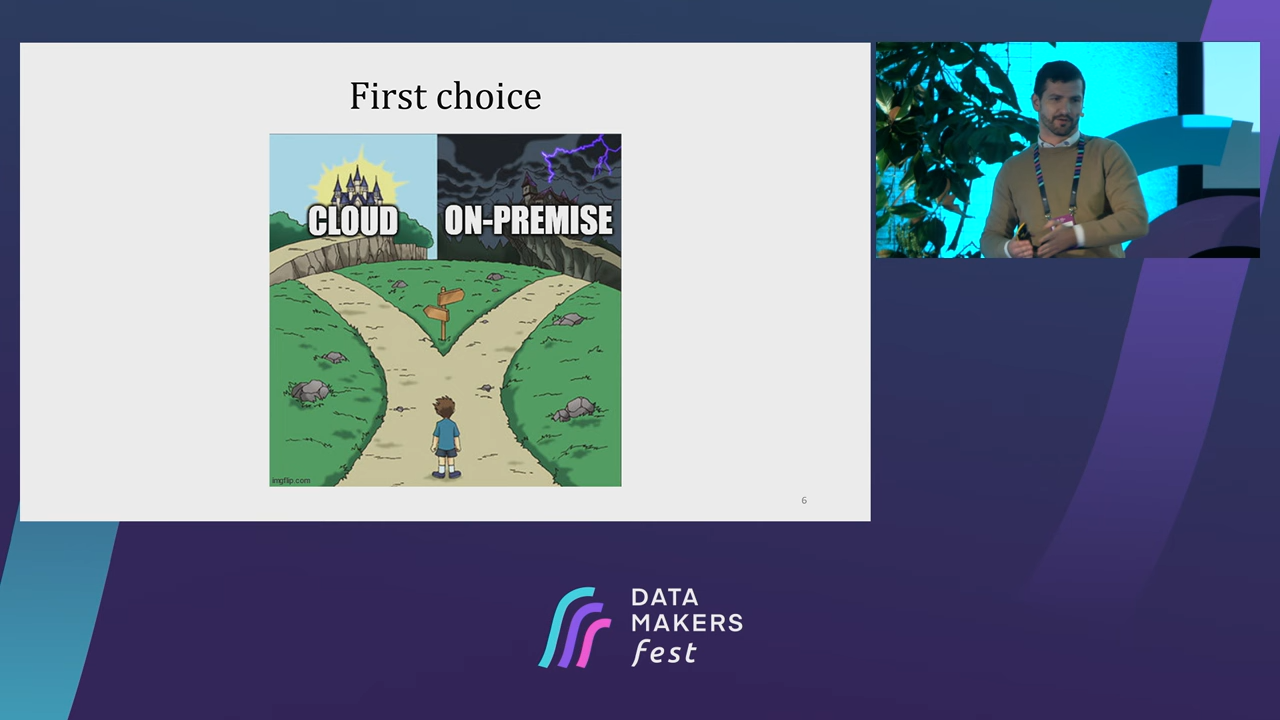 First choice
CLOUD
ON-PREMISE
imgflip.com
6
DATA
MAKERS
fest